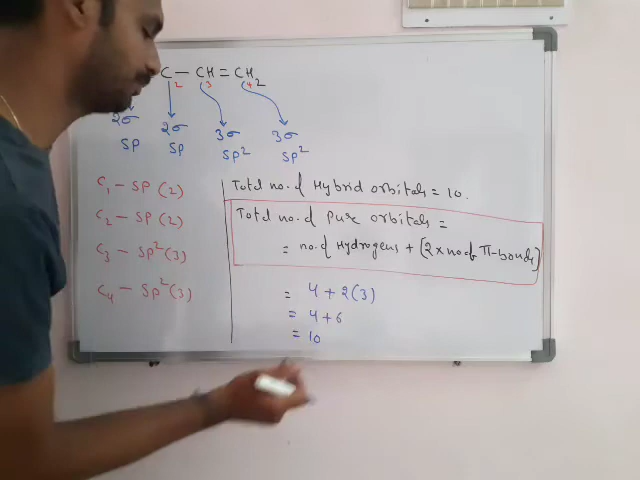 C – CH = CH2
2 3 4
2σ 2σ 3σ 3σ
SP SP SP² SP²
C1 – SP (2)
C2 – SP (2)
C3 – SP²(3)
C4 – SP²(3)
Total no.of Hybrid orbitals = 10.
Total no.of Pure orbitals =
= no.of Hydrogens + (2 x no.of π-bonds)
= 4 + 2(3)
= 4 + 6
= 10